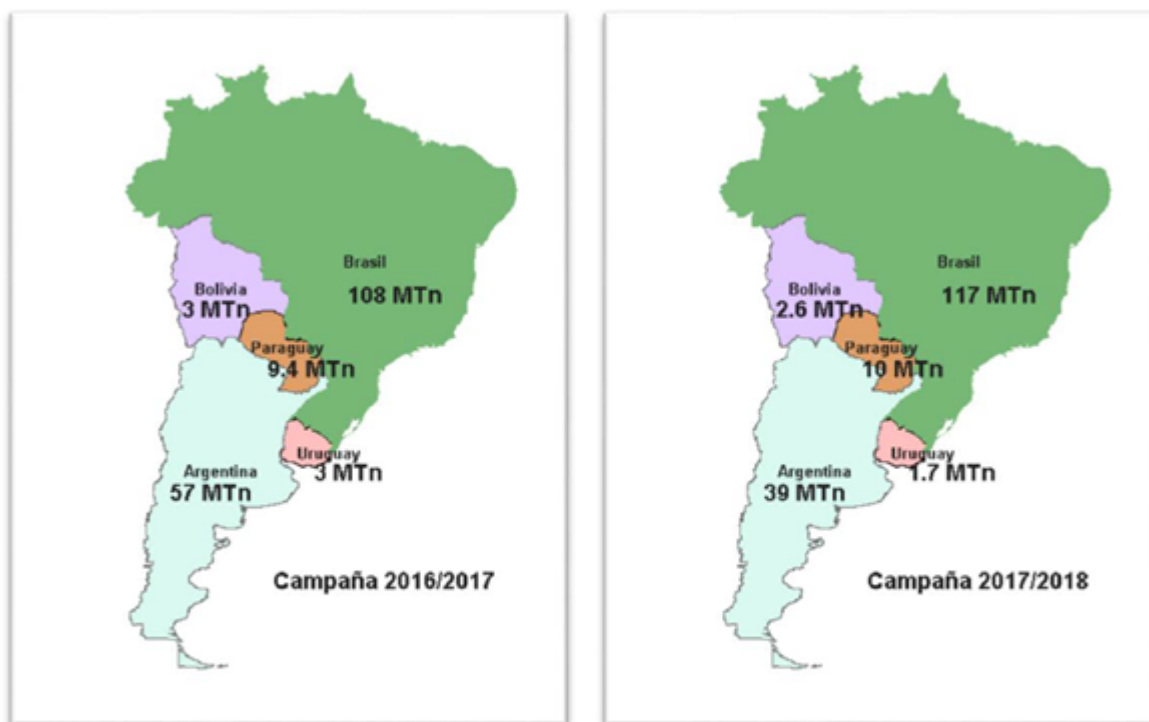 Brasil
108 MTn
Bolivia
3 MTn
Paraguay
9.4 MTn
Uruguay
3 MTn
Argentina
57 MTn
Campaña 2016/2017
Brasil
117 MTn
Bolivia
2.6 MTn
Paraguay
10 MTn
Uruguay
1.7 MTn
Argentina
39 MTn
Campaña 2017/2018